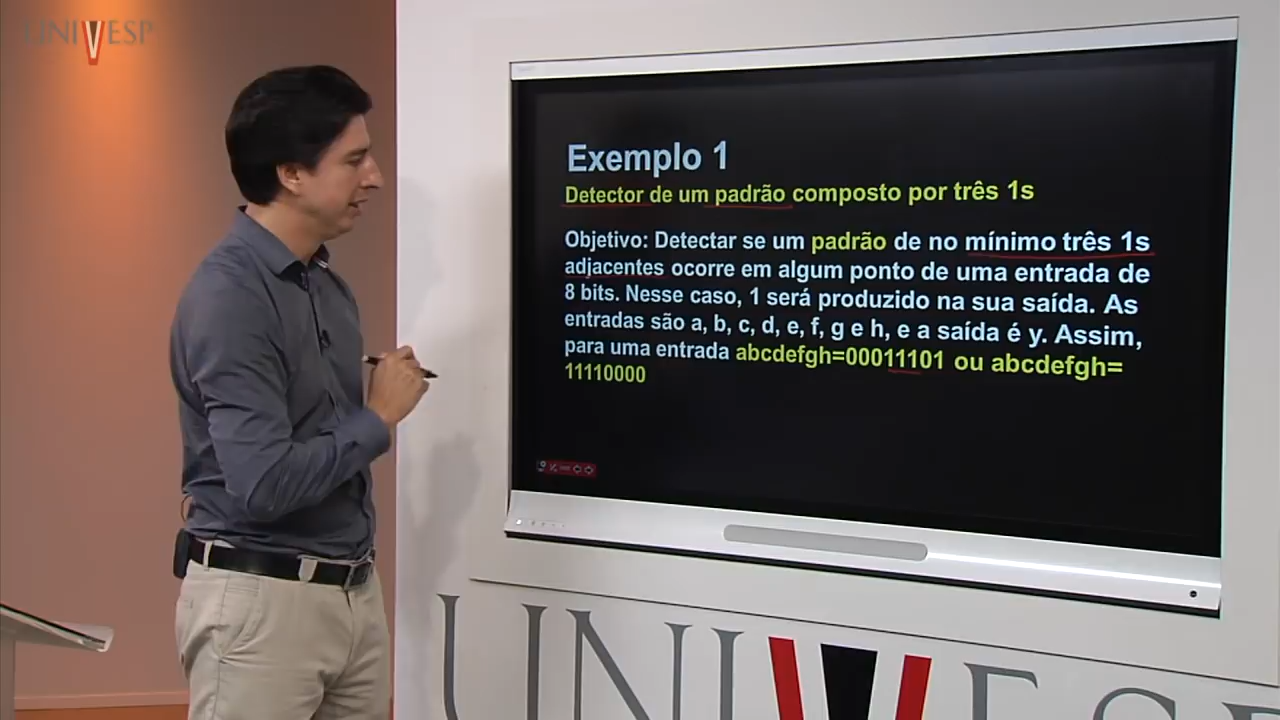 UNIVESP
Exemplo 1
Detector de um padrão composto por três 1s
Objetivo: Detectar se um padrão de no mínimo três 1s
adjacentes ocorre em algum ponto de uma entrada de
8 bits. Nesse caso, 1 será produzido na sua saída. As
entradas são a, b, c, d, e, f, g e h, e a saída é y. Assim,
para uma entrada abcdefgh=00011101 ou abcdefgh=
11110000
UNIVESP